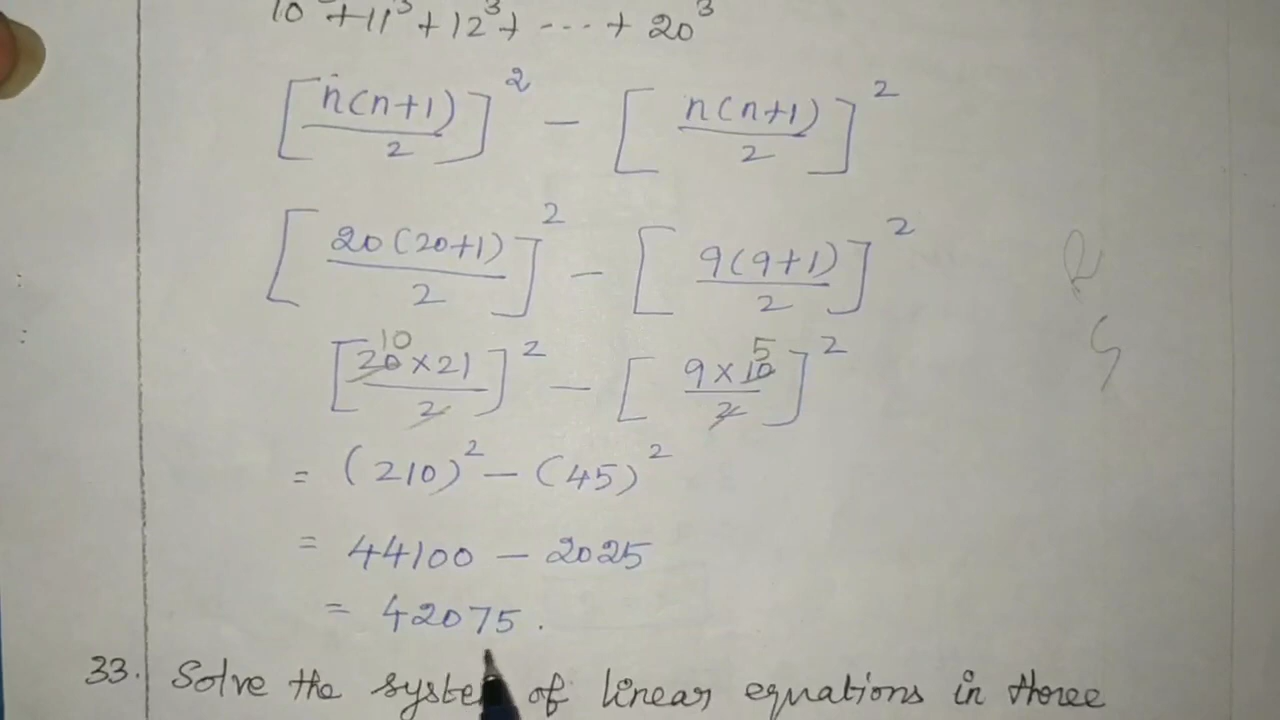 10³ + 11³ + 12³ + ---- + 20³
[n(n+1)/2]² - [n(n+1)/2]²
[20(20+1)/2]² - [9(9+1)/2]²
10 5
[20×21/2]² - [9×10/2]²
= (210)² - (45)²
= 44100 - 2025
= 42075.
33. Solve the system of linear equations in three